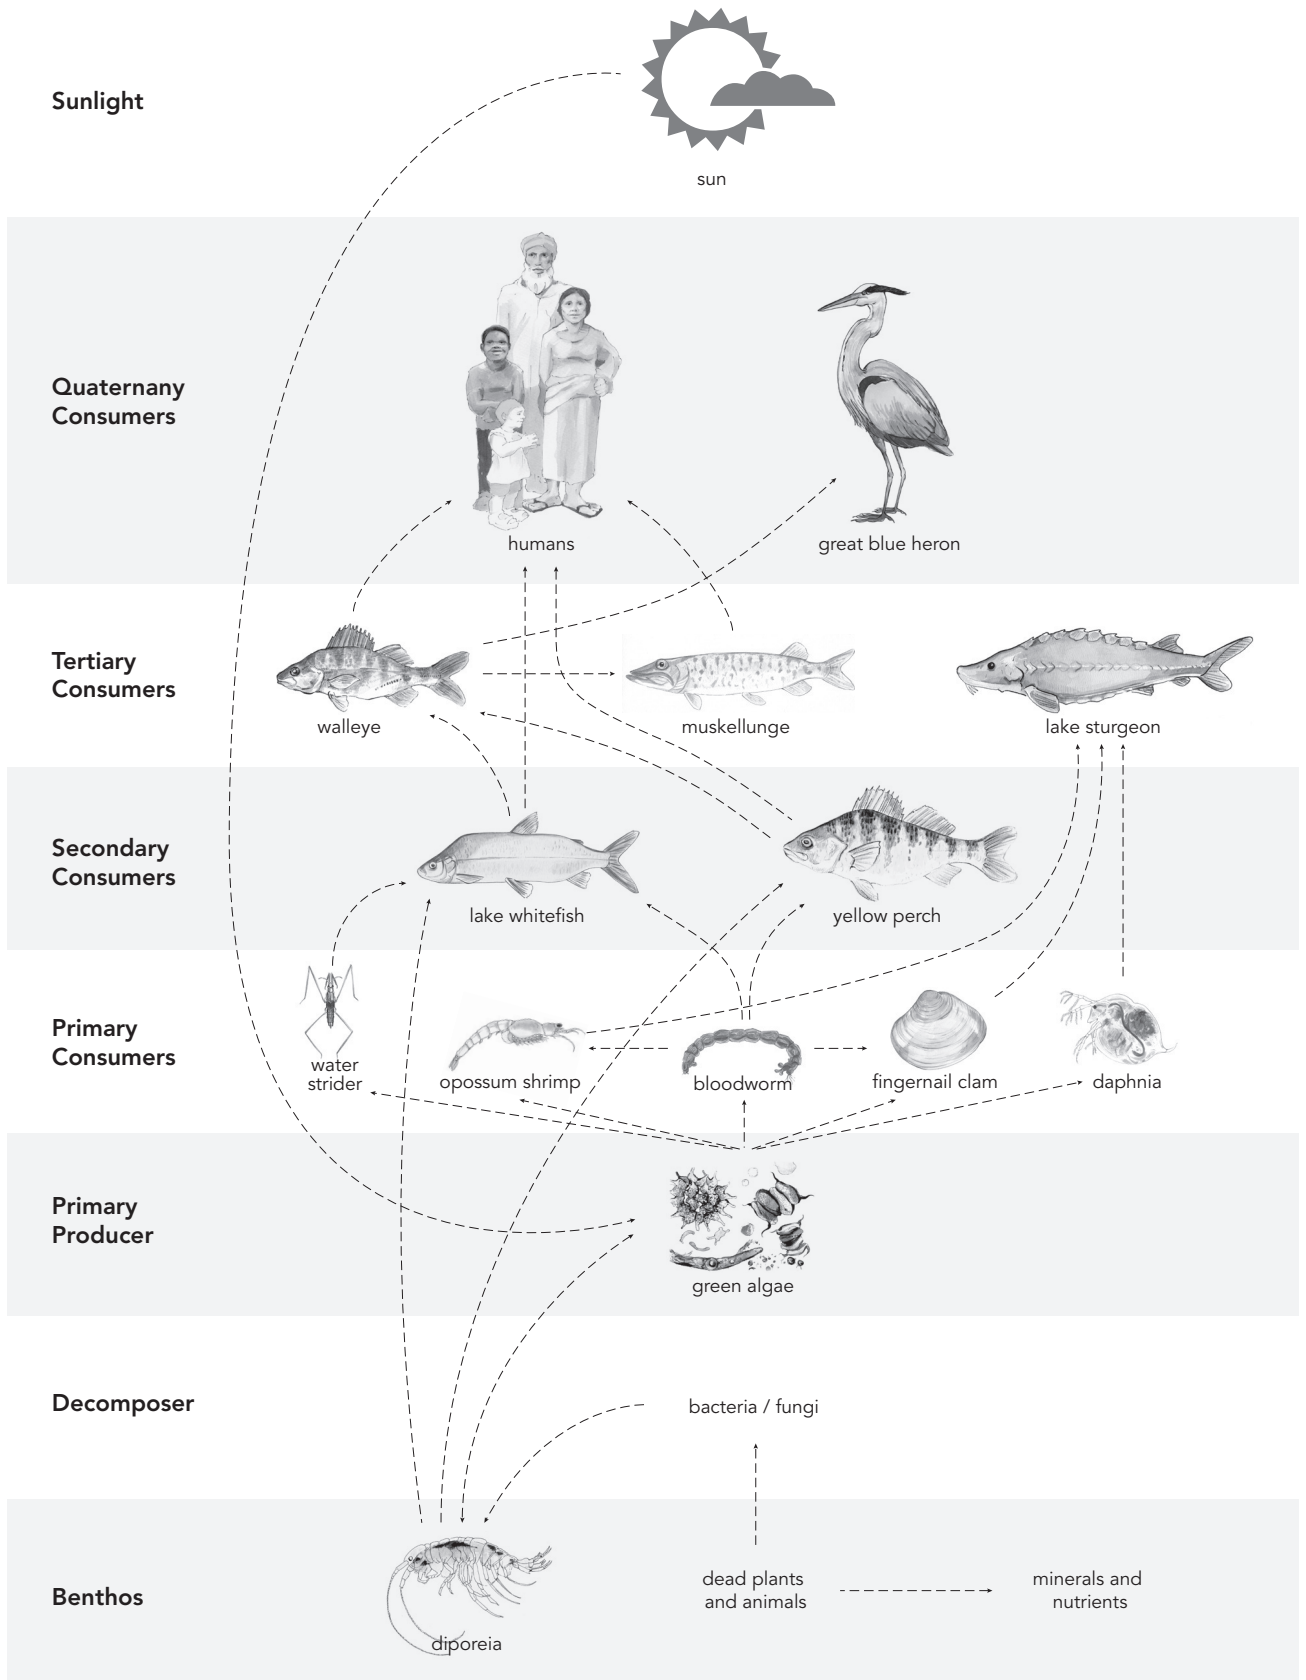 Sunlight
sun
Quaternany
Consumers
humans
great blue heron
Tertiary
Consumers
walleye
muskellunge
lake sturgeon
Secondary
Consumers
lake whitefish
yellow perch
Primary
Consumers
water
strider
opossum shrimp
bloodworm
fingernail clam
daphnia
Primary
Producer
green algae
Decomposer
bacteria / fungi
Benthos
diporeia
dead plants
and animals
minerals and
nutrients